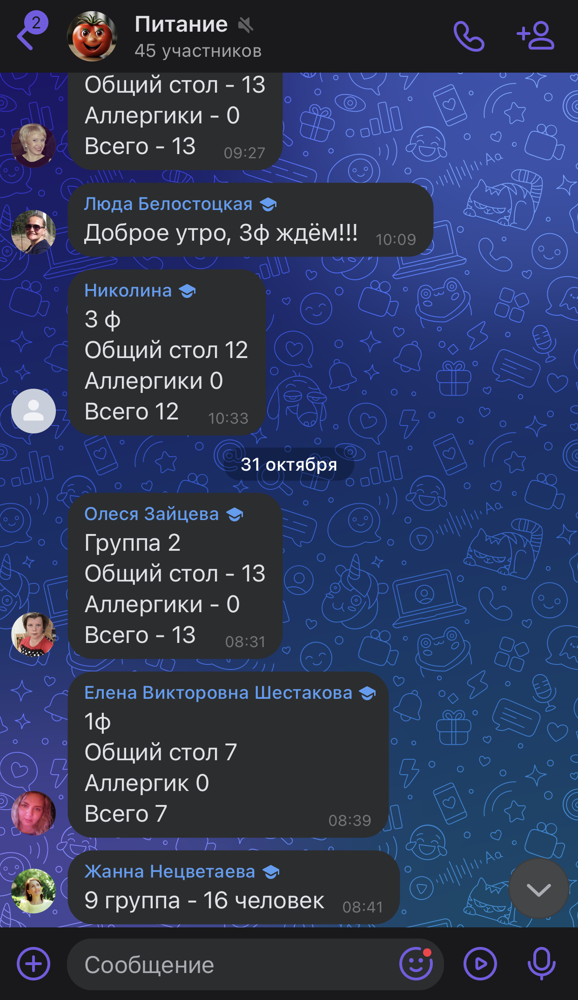 2
Питание
45 участников
Общий стол - 13
Аллергики - 0
Всего - 13 09:27
Люда Белостоцкая
Доброе утро, 3ф ждём!!! 10:09
Николина
3 ф
Общий стол 12
Аллергики 0
Всего 12 10:33
31 октября
Олеся Зайцева
Группа 2
Общий стол - 13
Аллергики - 0
Всего - 13 08:31
Елена Викторовна Шестакова
1ф
Общий стол 7
Аллергик 0
Всего 7 08:39
Жанна Нецветаева
9 группа - 16 человек 08:41
Сообщение